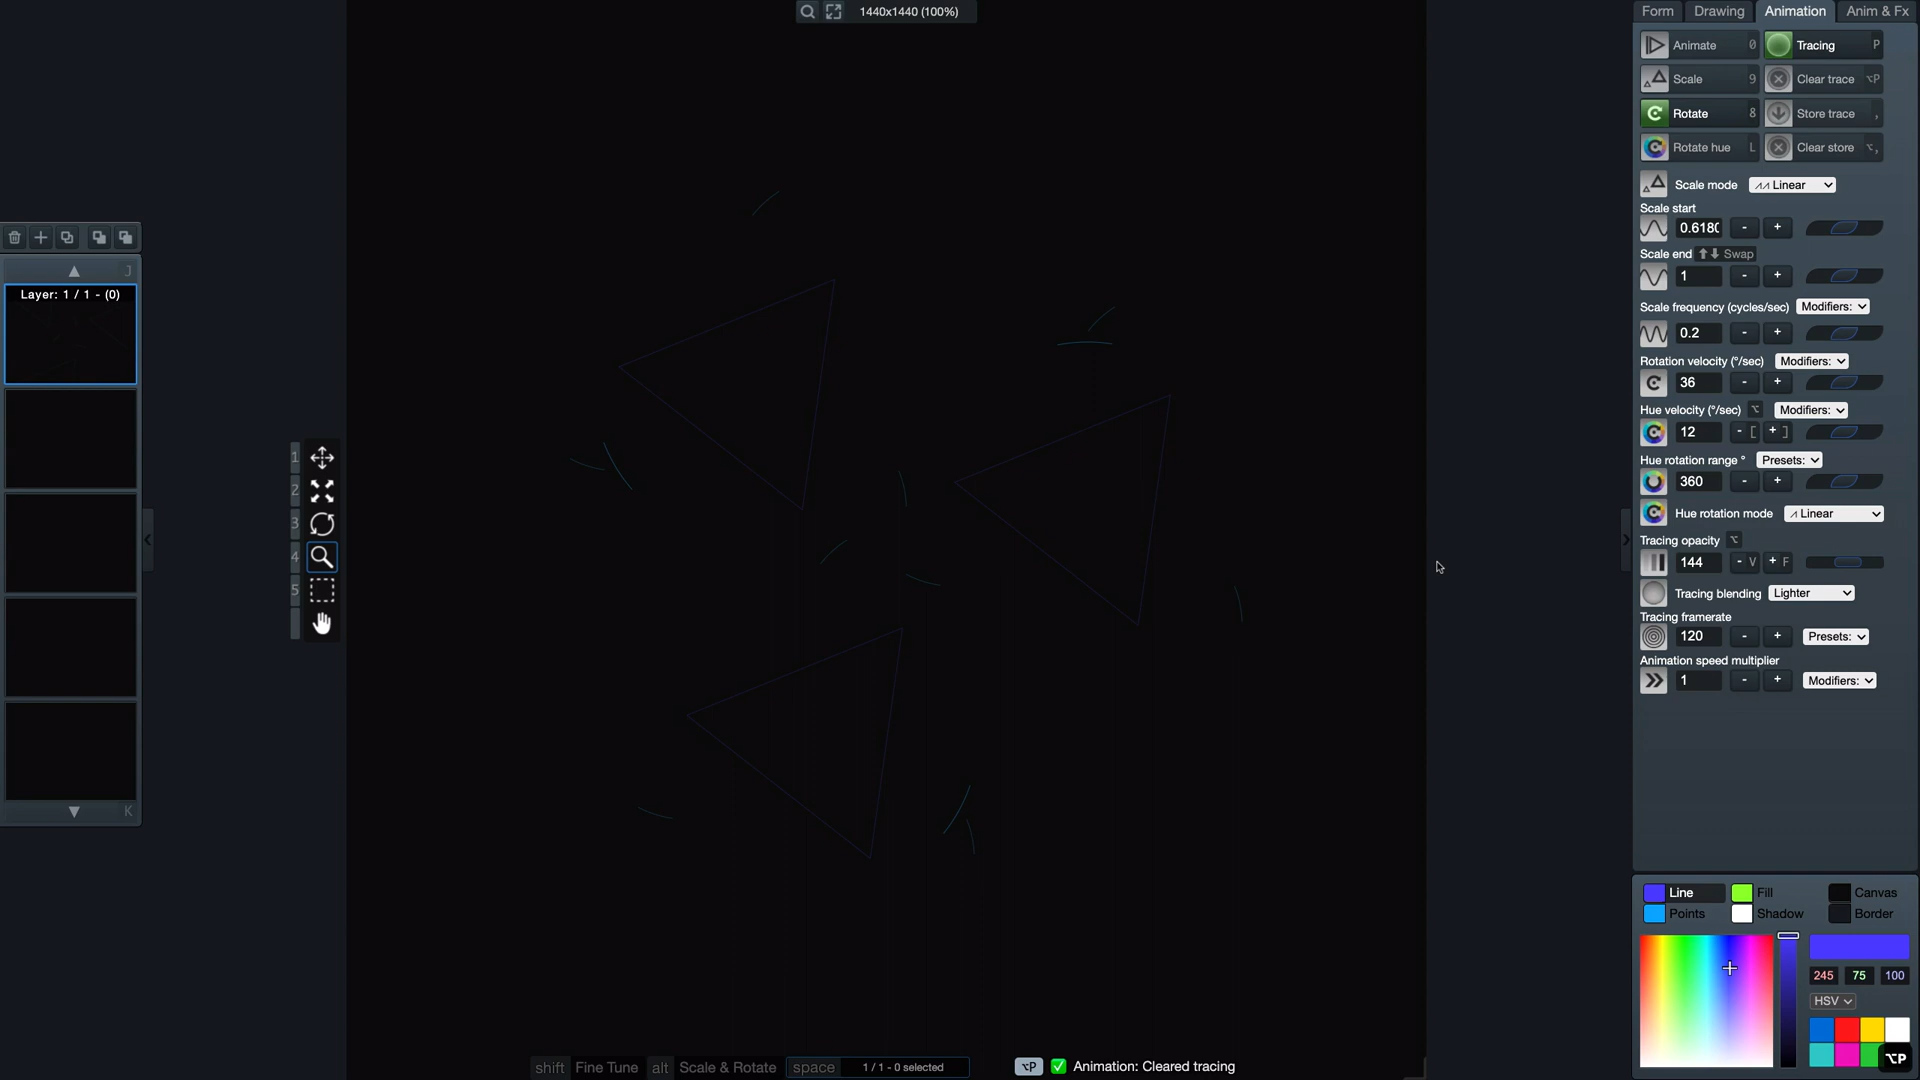 1440x1440 (100%)
Form Drawing Animation Anim & Fx
Animate 0 Tracing P
Scale 9 Clear trace ⌥P
Rotate 8 Store trace ,
Rotate hue L Clear store ⌥,
Scale mode Linear
Scale start
0.6180 - +
Scale end Swap
1 - +
Scale frequency (cycles/sec) Modifiers:
0.2 - +
Rotation velocity (°/sec) Modifiers:
36 - +
Hue velocity (°/sec) ⌥ Modifiers:
12 - [ + ]
Hue rotation range ° Presets:
360 - +
Hue rotation mode Linear
Tracing opacity ⌥
144 - V + F
Tracing blending Lighter
Tracing framerate
120 - + Presets:
Animation speed multiplier
1 - + Modifiers:
J
Layer: 1 / 1 - (0)
K
1
2
3
4
5
Line Fill Canvas
Points Shadow Border
245 75 100
HSV
⌥P
shift Fine Tune alt Scale & Rotate space 1 / 1 - 0 selected ⌥P Animation: Cleared tracing